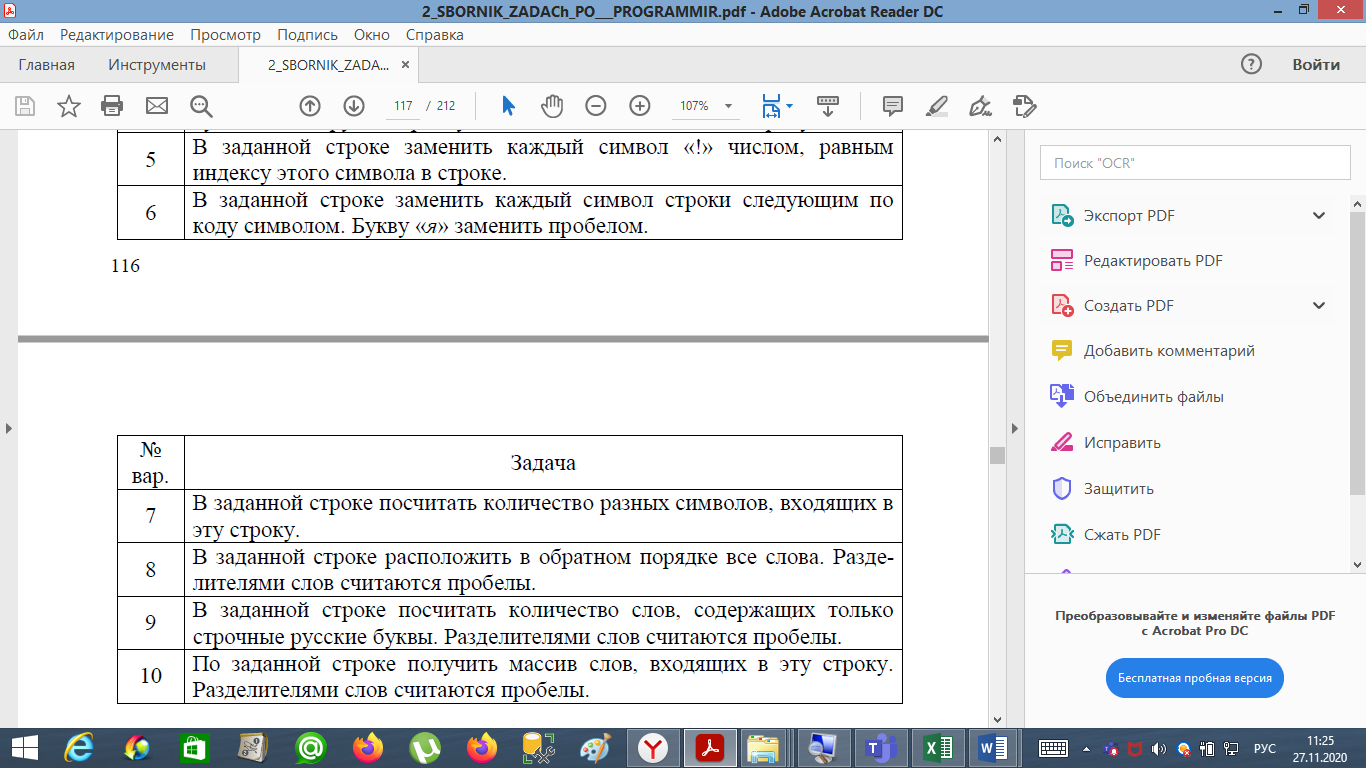 2_SBORNIK_ZADACh_PO___PROGRAMMIR.pdf - Adobe Acrobat Reader DC
Файл Редактирование Просмотр Подпись Окно Справка
Главная Инструменты 2_SBORNIK_ZADA... × Войти
117 / 212 107%
5 В заданной строке заменить каждый символ «!» числом, равным
индексу этого символа в строке.
6 В заданной строке заменить каждый символ строки следующим по
коду символом. Букву «я» заменить пробелом.
116
№
вар.
Задача
7 В заданной строке посчитать количество разных символов, входящих в
эту строку.
8 В заданной строке расположить в обратном порядке все слова. Разде-
лителями слов считаются пробелы.
9 В заданной строке посчитать количество слов, содержащих только
строчные русские буквы. Разделителями слов считаются пробелы.
10 По заданной строке получить массив слов, входящих в эту строку.
Разделителями слов считаются пробелы.
Поиск "OCR"
Экспорт PDF
Редактировать PDF
Создать PDF
Добавить комментарий
Объединить файлы
Исправить
Защитить
Сжать PDF
Преобразовывайте и изменяйте файлы PDF
с Acrobat Pro DC
Бесплатная пробная версия
РУС
11:25
27.11.2020